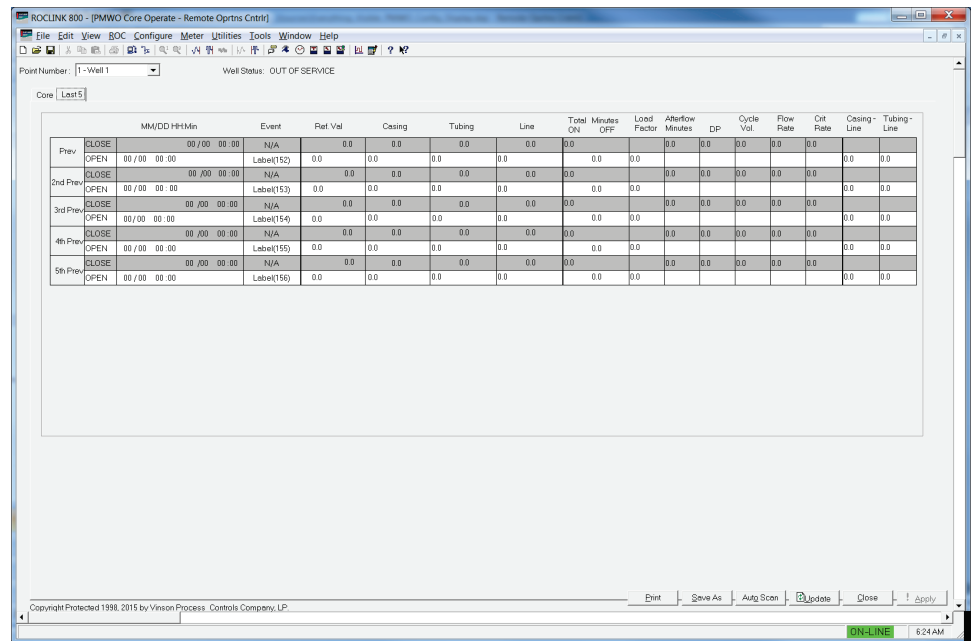 ROCLINK 800 - [PMWO Core Operate - Remote Oprtns Cntrlr]
File Edit View ROC Configure Meter Utilities Tools Window Help
Point Number : 1 - Well 1 Well Status: OUT OF SERVICE
Core Last 5
MM/DD HH:Min Event Ref. Val Casing Tubing Line Total Minutes ON OFF Load Factor Afterflow Minutes DP Cycle Vol. Flow Rate Crit Rate Casing - Line Tubing - Line
Prev CLOSE 00 /00 00 :00 N/A 0.0 0.0 0.0 0.0 0.0 0.0 0.0 0.0 0.0 0.0
OPEN 00 / 00 00 :00 Label(152) 0.0 0.0 0.0 0.0 0.0 0.0 0.0 0.0
2nd Prev CLOSE 00 /00 00 :00 N/A 0.0 0.0 0.0 0.0 0.0 0.0 0.0 0.0 0.0 0.0
OPEN 00 / 00 00 : 00 Label(153) 0.0 0.0 0.0 0.0 0.0 0.0 0.0 0.0
3rd Prev CLOSE 00 /00 00 :00 N/A 0.0 0.0 0.0 0.0 0.0 0.0 0.0 0.0 0.0 0.0
OPEN 00/ 00 00 :00 Label(154) 0.0 0.0 0.0 0.0 0.0 0.0 0.0 0.0
4th Prev CLOSE 00 /00 00 :00 N/A 0.0 0.0 0.0 0.0 0.0 0.0 0.0 0.0 0.0 0.0
OPEN 00 / 00 00 :00 Label(155) 0.0 0.0 0.0 0.0 0.0 0.0 0.0 0.0
5th Prev CLOSE 00 /00 00 :00 N/A 0.0 0.0 0.0 0.0 0.0 0.0 0.0 0.0 0.0 0.0
OPEN 00 / 00 00 :00 Label(156) 0.0 0.0 0.0 0.0 0.0 0.0 0.0 0.0
Print Save As Auto Scan Update Close ! Apply
Copyright Protected 1998, 2015 by Vinson Process Controls Company, LP.
ON-LINE 6:24 AM